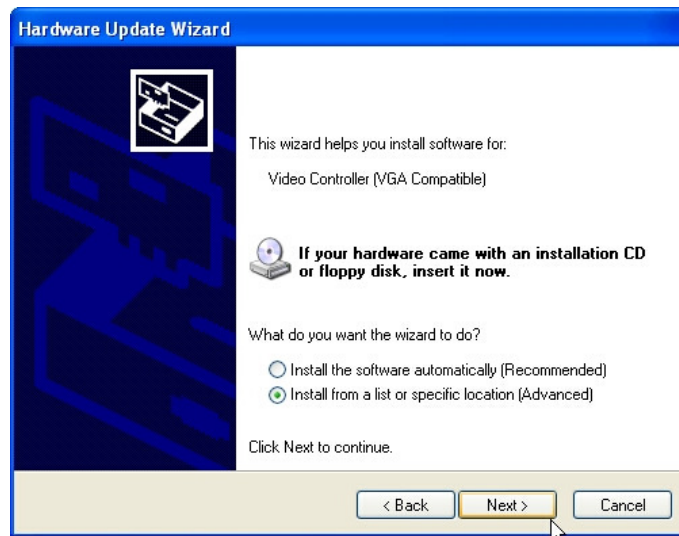 Hardware Update Wizard
This wizard helps you install software for:
Video Controller (VGA Compatible)
If your hardware came with an installation CD
or floppy disk, insert it now.
What do you want the wizard to do?
Install the software automatically (Recommended)
Install from a list or specific location (Advanced)
Click Next to continue.
< Back Next > Cancel